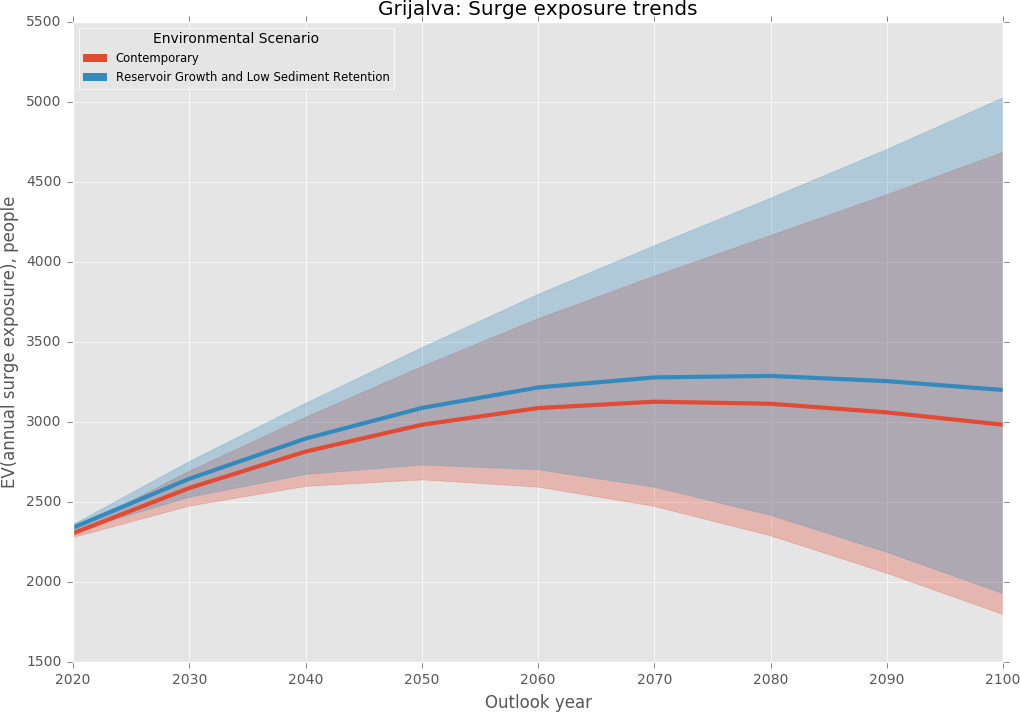 Grijalva: Surge exposure trends
Environmental Scenario
Contemporary
Reservoir Growth and Low Sediment Retention
EV(annual surge exposure), people
5500
5000
4500
4000
3500
3000
2500
2000
1500
2020 2030 2040 2050 2060 2070 2080 2090 2100
Outlook year